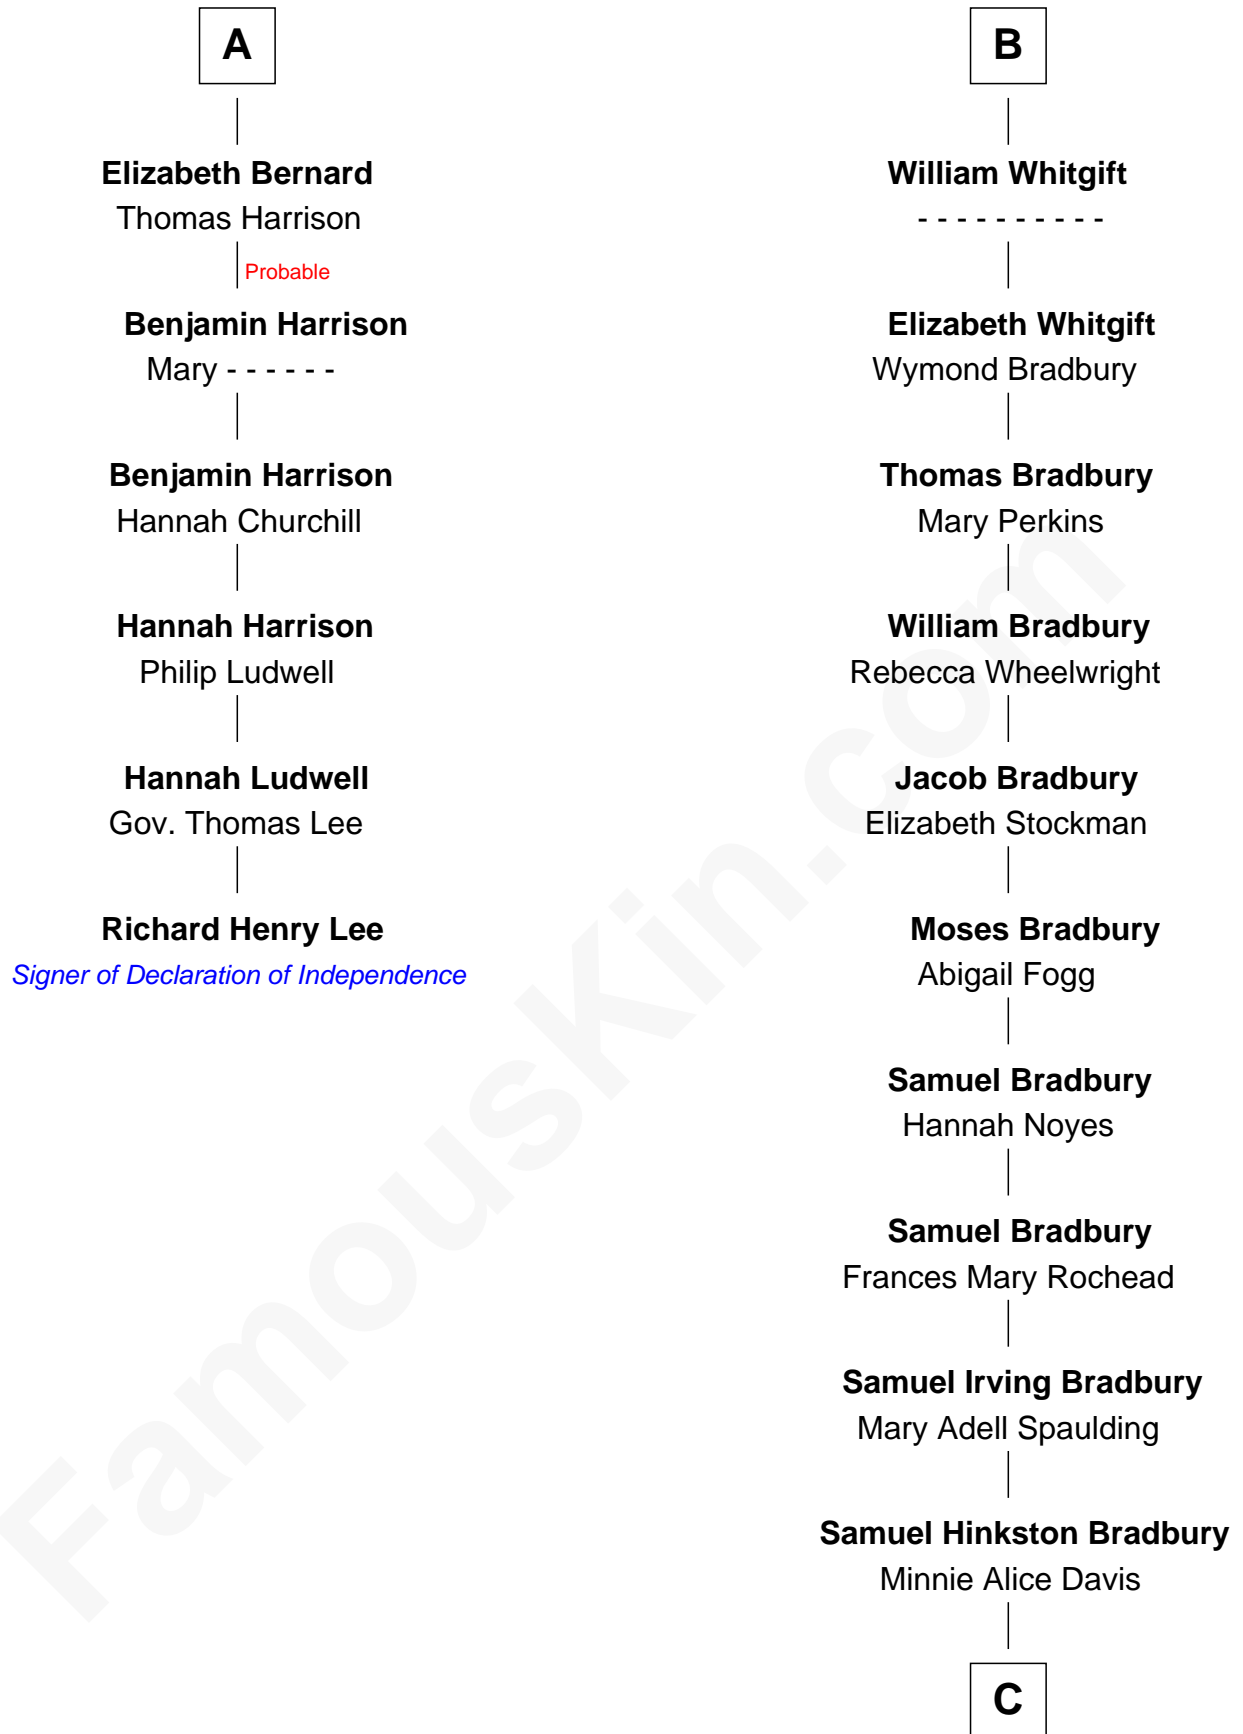 A
Elizabeth Bernard
Thomas Harrison
Probable
Benjamin Harrison
Mary - - - - - -
Benjamin Harrison
Hannah Churchill
Hannah Harrison
Philip Ludwell
Hannah Ludwell
Gov. Thomas Lee
Richard Henry Lee
Signer of Declaration of Independence
B
William Whitgift
- - - - - - - - - -
Elizabeth Whitgift
Wymond Bradbury
Thomas Bradbury
Mary Perkins
William Bradbury
Rebecca Wheelwright
Jacob Bradbury
Elizabeth Stockman
Moses Bradbury
Abigail Fogg
Samuel Bradbury
Hannah Noyes
Samuel Bradbury
Frances Mary Rochead
Samuel Irving Bradbury
Mary Adell Spaulding
Samuel Hinkston Bradbury
Minnie Alice Davis
C
FamousKin.com